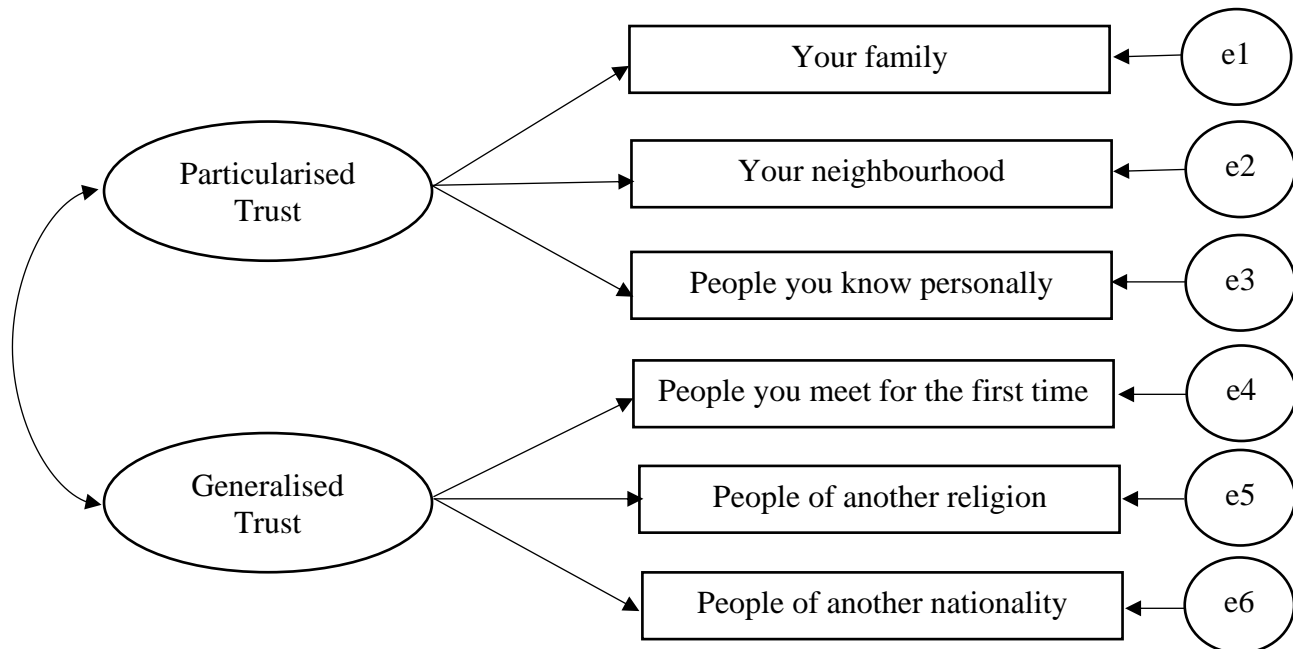 Your family
e1
Particularised
Trust
Your neighbourhood
e2
People you know personally
e3
People you meet for the first time
e4
Generalised
Trust
People of another religion
e5
People of another nationality
e6